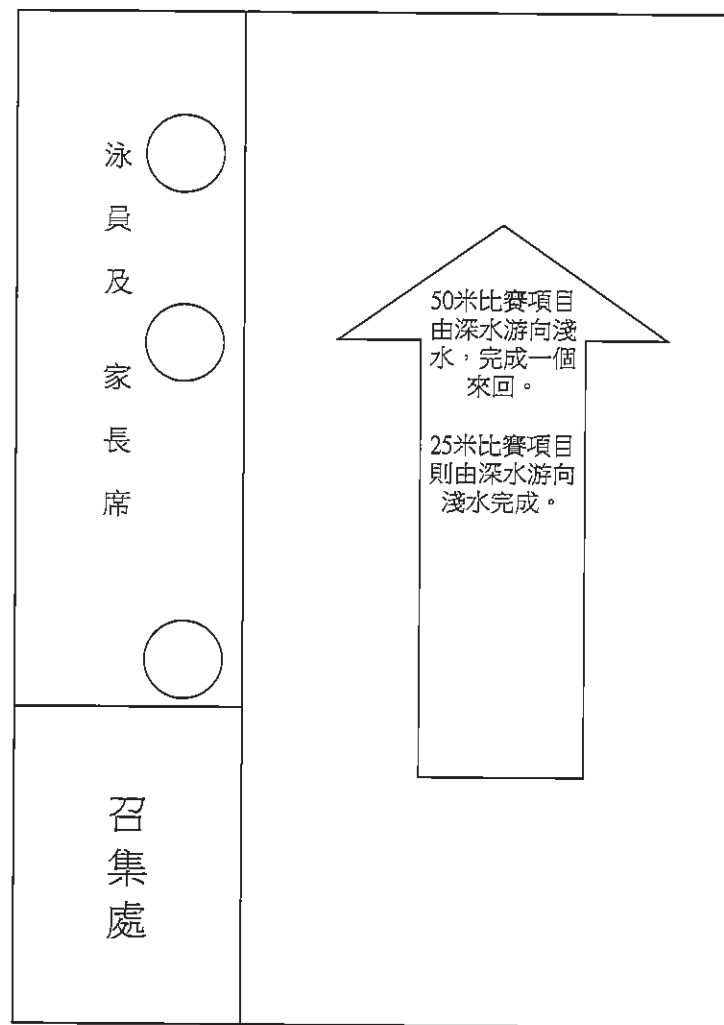 泳員及家長席
50米比賽項目
由深水游向淺
水，完成一個
來回。
25米比賽項目
則由深水游向
淺水完成。
召集處